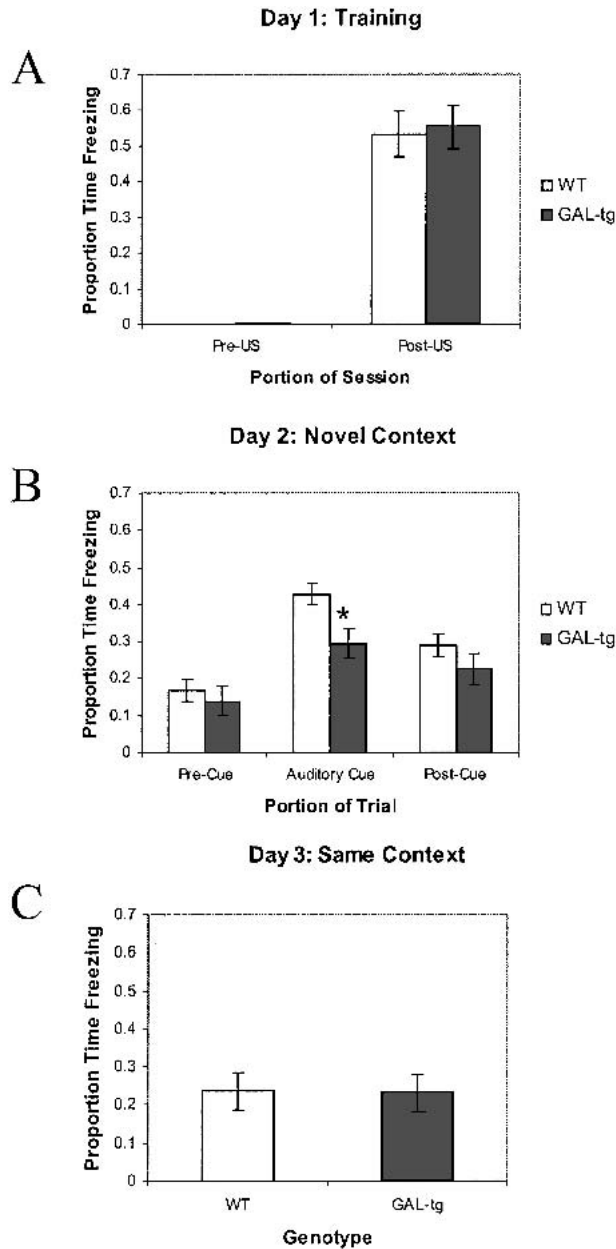 Day 1: Training
A
Proportion Time Freezing
0.7
0.6
0.5
0.4
0.3
0.2
0.1
0
Pre-US Post-US
Portion of Session
WT
GAL-tg
Day 2: Novel Context
B
Proportion Time Freezing
0.7
0.6
0.5
0.4
0.3
0.2
0.1
0
*
Pre-Cue Auditory Cue Post-Cue
Portion of Trial
WT
GAL-tg
Day 3: Same Context
C
Proportion Time Freezing
0.7
0.6
0.5
0.4
0.3
0.2
0.1
0
WT GAL-tg
Genotype